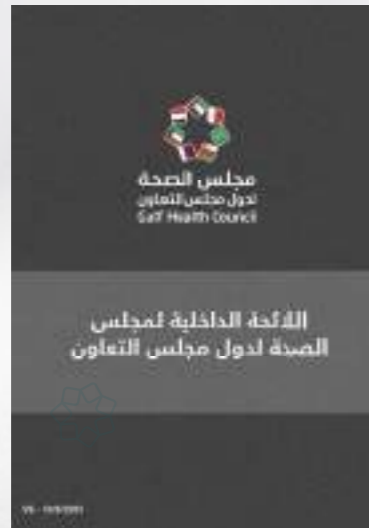 مجلس الصحة
لدول مجلس التعاون
Gulf Health Council
اللائحة الداخلية لمجلس
الصحة لدول مجلس التعاون